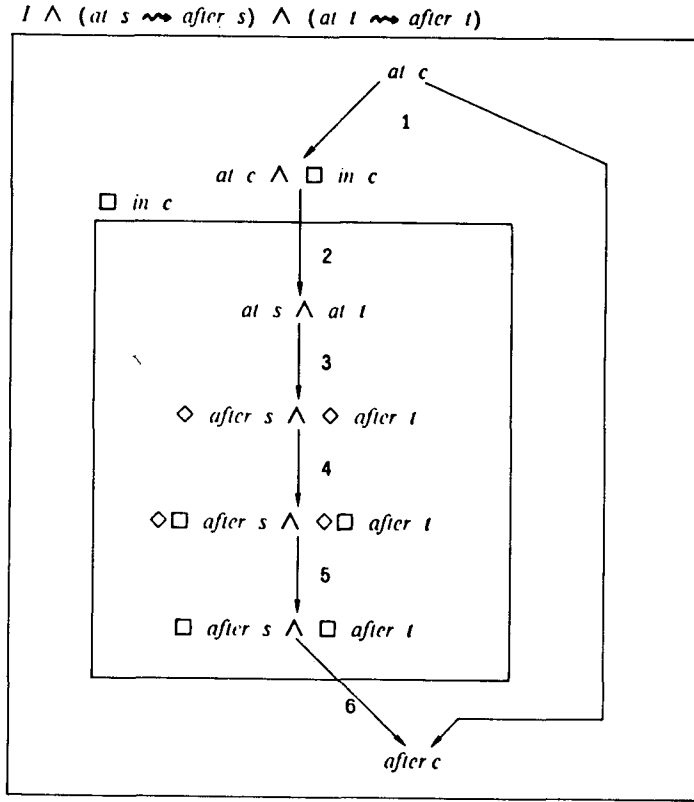 I ∧ (at s ⤳ after s) ∧ (at t ⤳ after t)
at c
1
at c ∧ □ in c
□ in c
2
at s ∧ at t
3
◇ after s ∧ ◇ after t
4
◇□ after s ∧ ◇□ after t
5
□ after s ∧ □ after t
6
after c